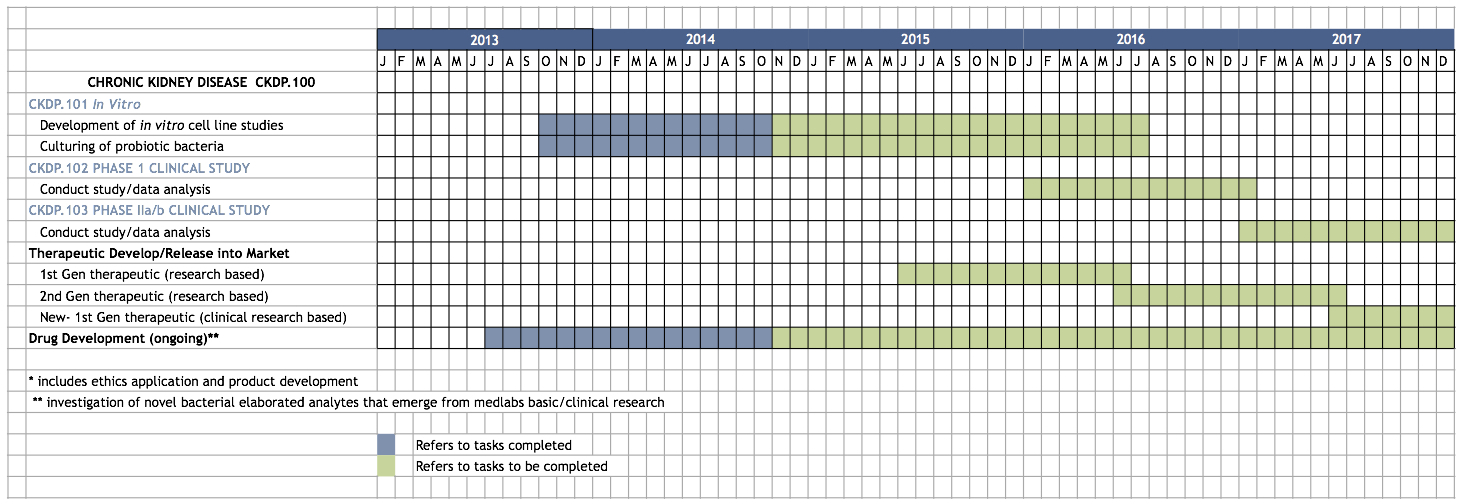 2013 2014 2015 2016 2017
J F M A M J J A S O N D J F M A M J J A S O N D J F M A M J J A S O N D J F M A M J J A S O N D J F M A M J J A S O N D
CHRONIC KIDNEY DISEASE CKDP.100
CKDP.101 In Vitro
Development of in vitro cell line studies
Culturing of probiotic bacteria
CKDP.102 PHASE 1 CLINICAL STUDY
Conduct study/data analysis
CKDP.103 PHASE IIa/b CLINICAL STUDY
Conduct study/data analysis
Therapeutic Develop/Release into Market
1st Gen therapeutic (research based)
2nd Gen therapeutic (research based)
New- 1st Gen therapeutic (clinical research based)
Drug Development (ongoing)**
* includes ethics application and product development
** investigation of novel bacterial elaborated analytes that emerge from medlabs basic/clinical research
Refers to tasks completed
Refers to tasks to be completed